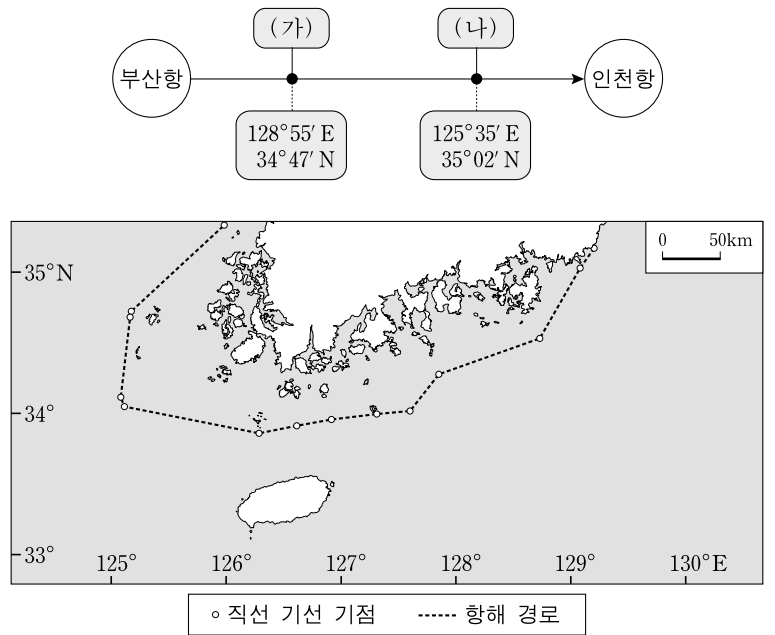 (가)
(나)
부산항
인천항
128°55′ E
34°47′ N
125°35′ E
35°02′ N
0 50km
35°N
34°
33°
125° 126° 127° 128° 129° 130°E
직선 기선 기점 항해 경로